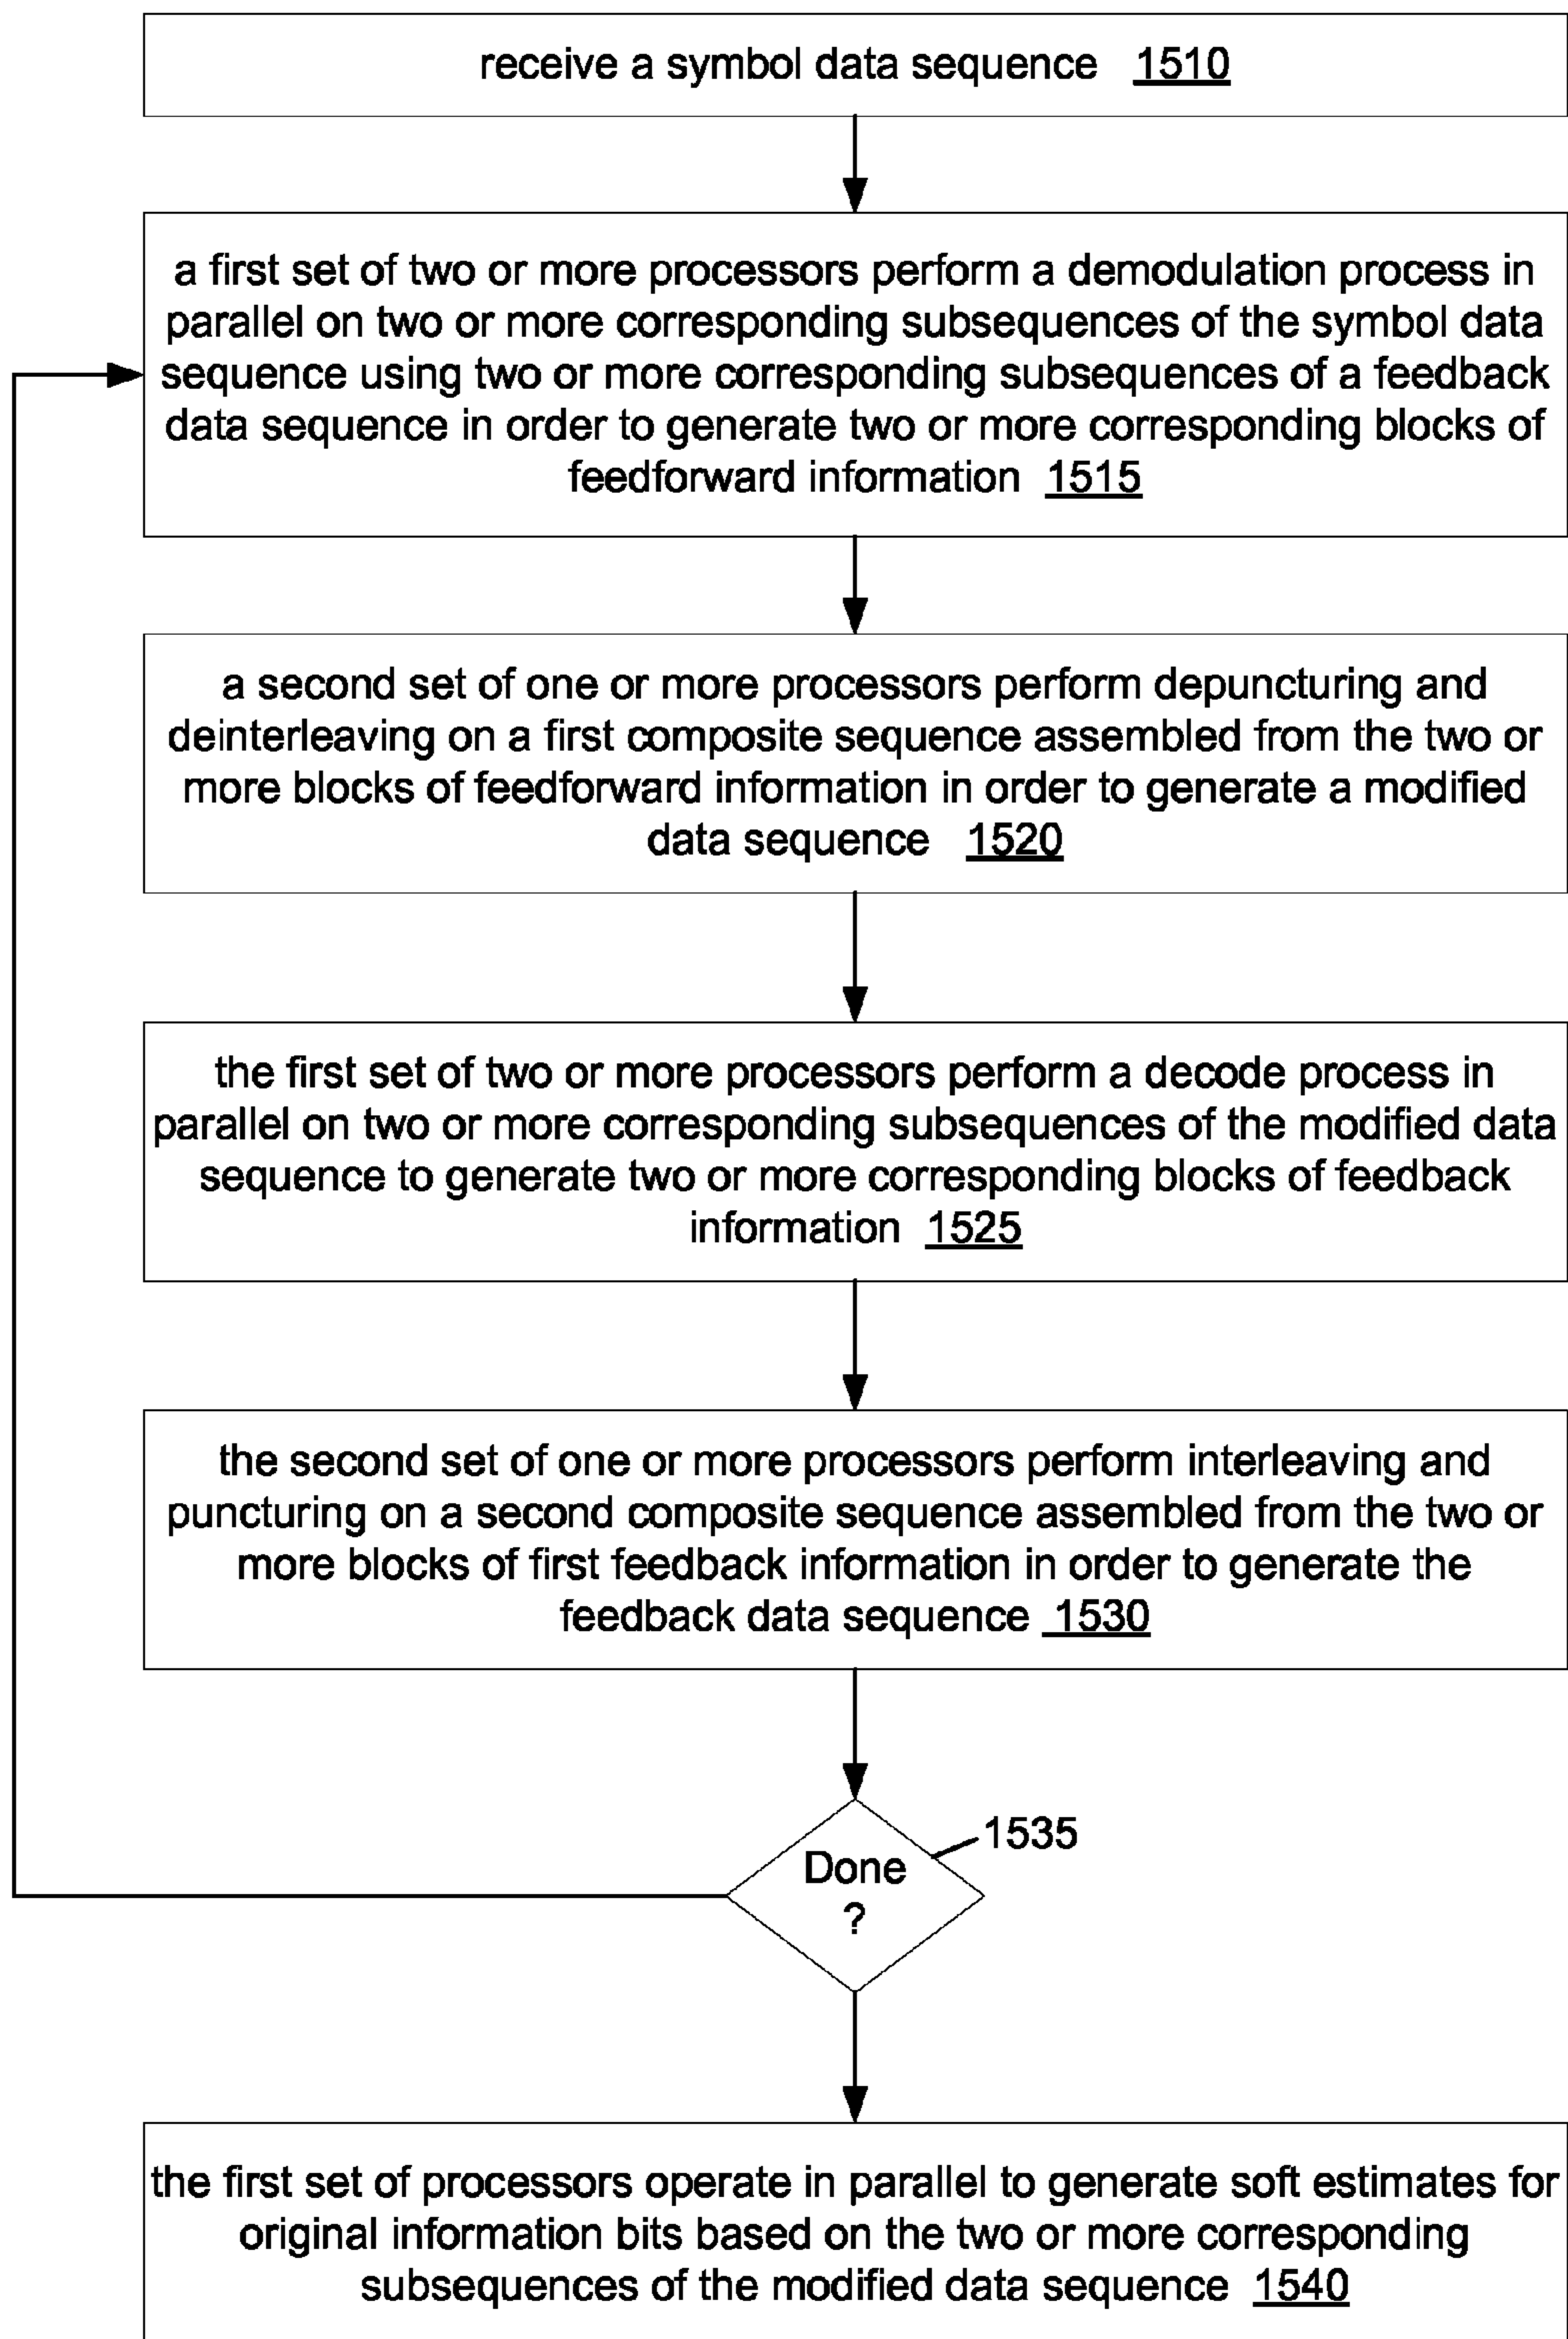 receive a symbol data sequence 1510
a first set of two or more processors perform a demodulation process in
parallel on two or more corresponding subsequences of the symbol data
sequence using two or more corresponding subsequences of a feedback
data sequence in order to generate two or more corresponding blocks of
feedforward information 1515
a second set of one or more processors perform depuncturing and
deinterleaving on a first composite sequence assembled from the two or
more blocks of feedforward information in order to generate a modified
data sequence 1520
the first set of two or more processors perform a decode process in
parallel on two or more corresponding subsequences of the modified data
sequence to generate two or more corresponding blocks of feedback
information 1525
the second set of one or more processors perform interleaving and
puncturing on a second composite sequence assembled from the two or
more blocks of first feedback information in order to generate the
feedback data sequence 1530
1535
Done
?
the first set of processors operate in parallel to generate soft estimates for
original information bits based on the two or more corresponding
subsequences of the modified data sequence 1540